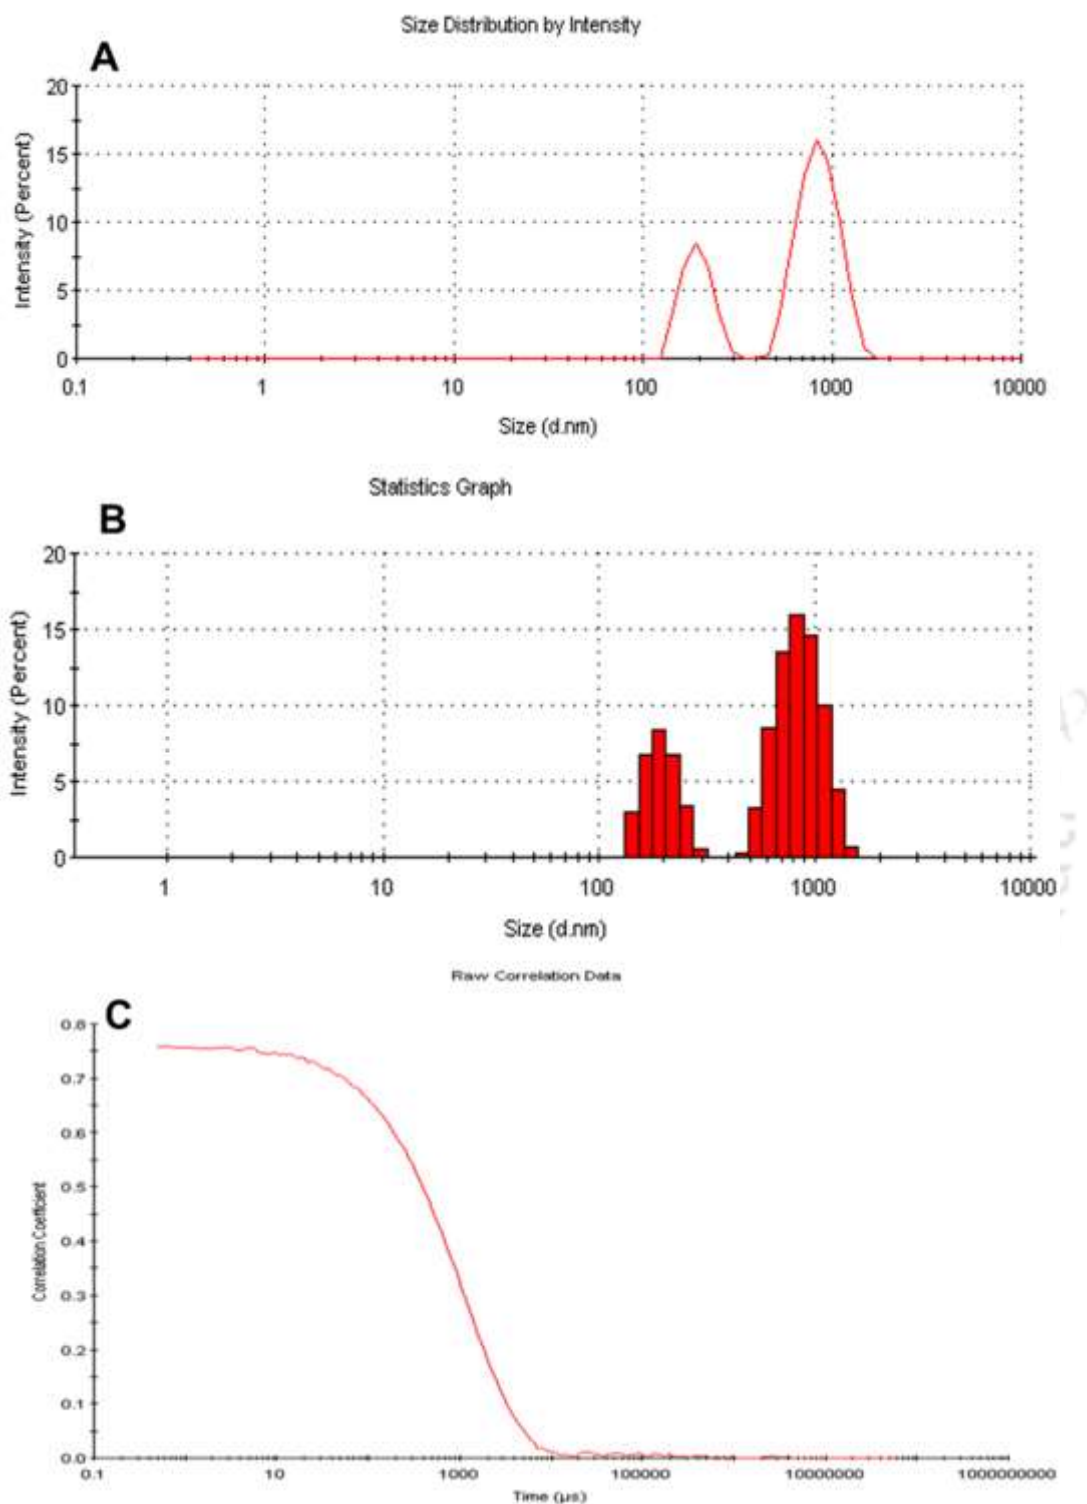 Size Distribution by Intensity
A
20
15
10
5
0
Intensity (Percent)
0.1 1 10 100 1000 10000
Size (d.nm)
Statistics Graph
B
20
15
10
5
0
Intensity (Percent)
1 10 100 1000 10000
Size (d.nm)
Raw Correlation Data
C
0.8
0.7
0.6
0.5
0.4
0.3
0.2
0.1
0.0
Correlation Coefficient
0.1 10 1000 100000 10000000 1000000000
Time (µs)